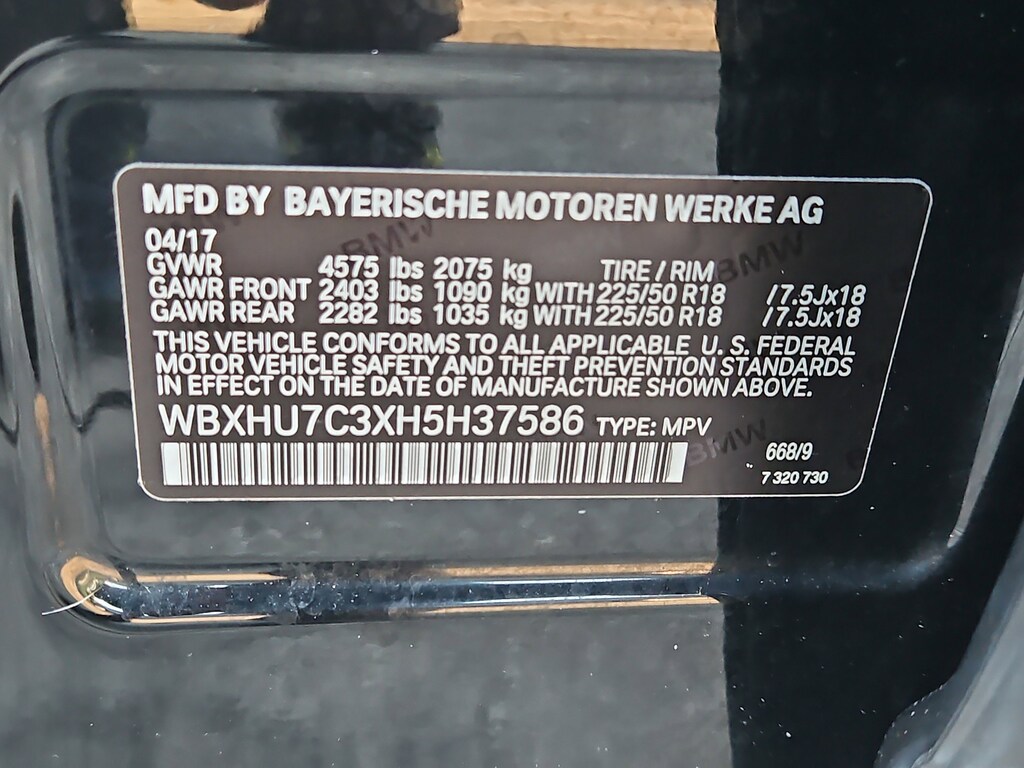 MFD BY BAYERISCHE MOTOREN WERKE AG
04/17
GVWR 4575 lbs 2075 kg TIRE / RIM
GAWR FRONT 2403 lbs 1090 kg WITH 225/50 R18 /7.5Jx18
GAWR REAR 2282 lbs 1035 kg WITH 225/50 R18 /7.5Jx18
THIS VEHICLE CONFORMS TO ALL APPLICABLE U. S. FEDERAL
MOTOR VEHICLE SAFETY AND THEFT PREVENTION STANDARDS
IN EFFECT ON THE DATE OF MANUFACTURE SHOWN ABOVE.
WBXHU7C3XH5H37586 TYPE: MPV
668/9
7 320 730
BMW
BMW
BMW